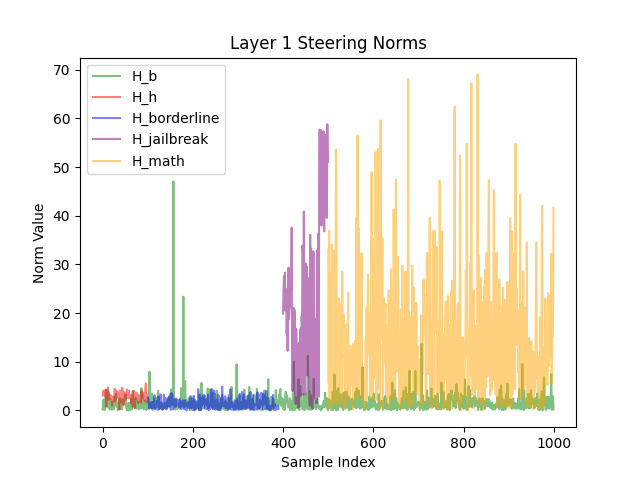 Layer 1 Steering Norms
H_b
H_h
H_borderline
H_jailbreak
H_math
Norm Value
70
60
50
40
30
20
10
0
0 200 400 600 800 1000
Sample Index